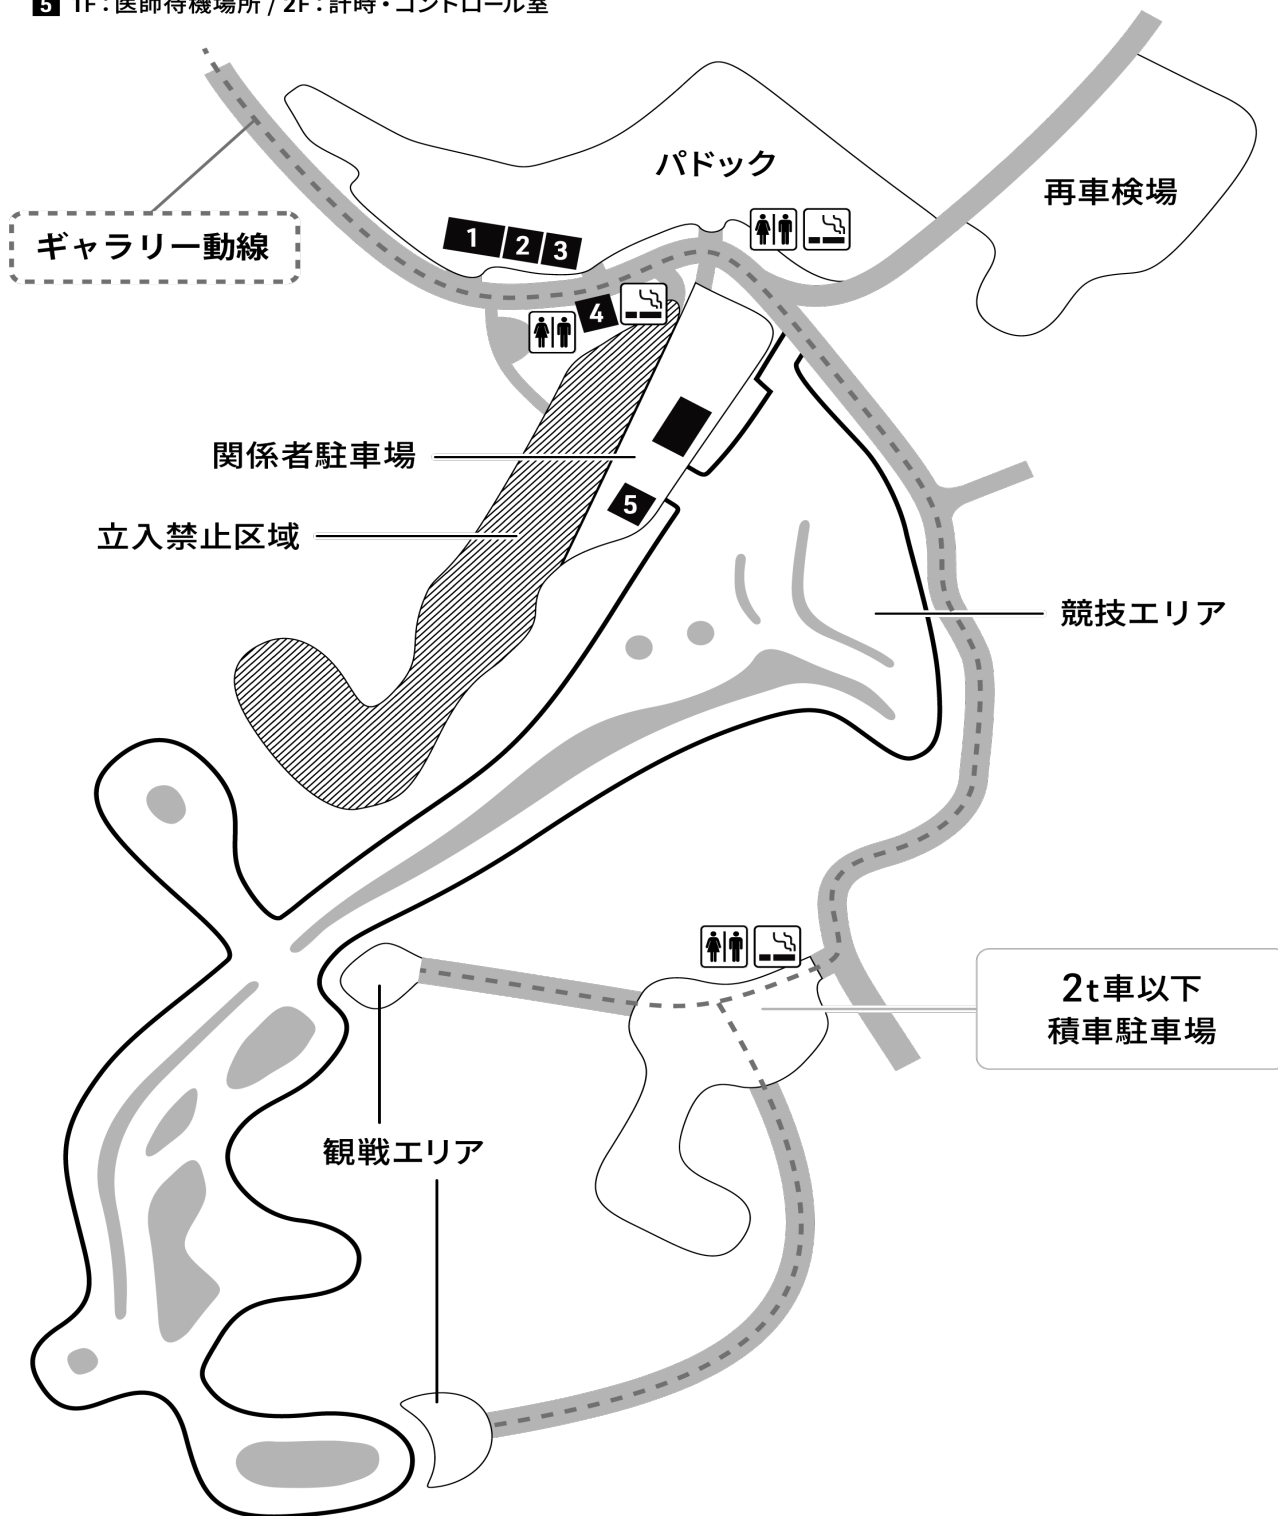 5 1F：医師待機場所 / 2F：計時・コントロール室
パドック
再車検場
ギャラリー動線
1
2
3
4
関係者駐車場
5
立入禁止区域
競技エリア
2t車以下
積車駐車場
観戦エリア